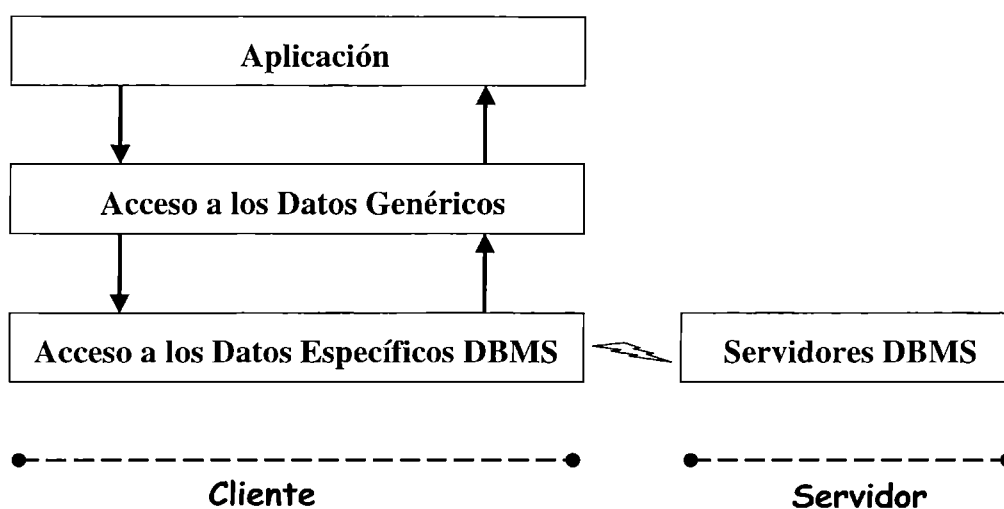 Aplicación
Acceso a los Datos Genéricos
Acceso a los Datos Específicos DBMS
Servidores DBMS
Cliente
Servidor